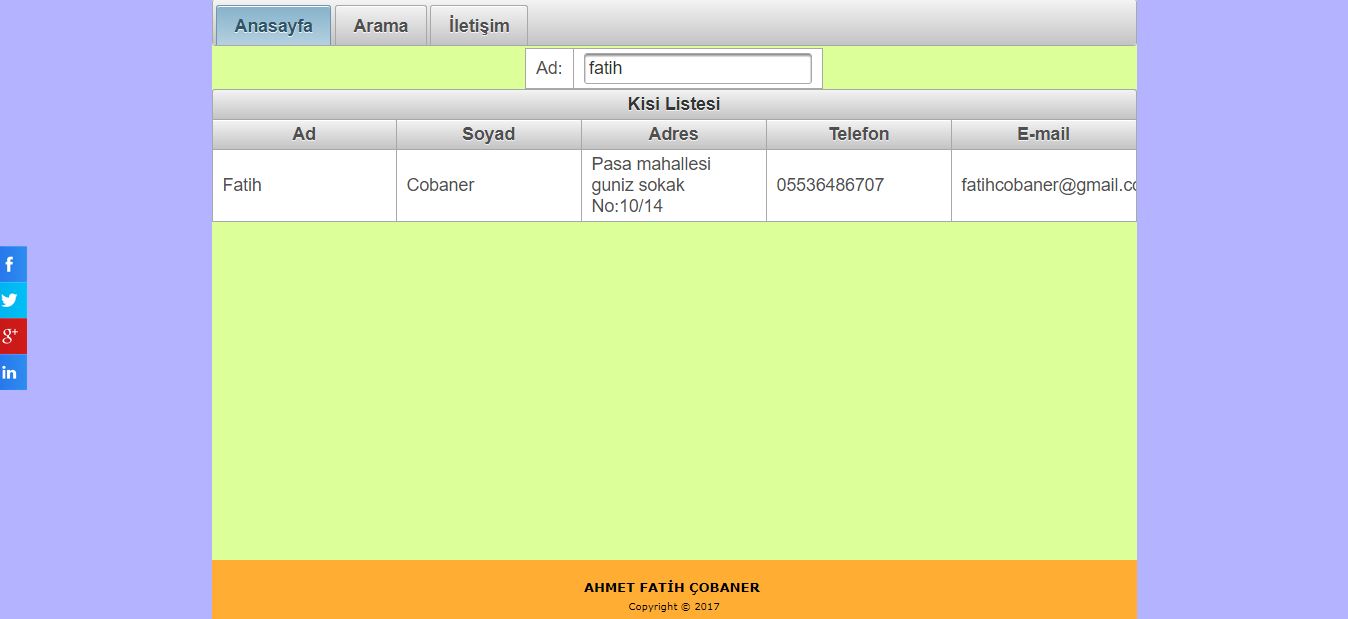 Anasayfa Arama İletişim
Ad: fatih
Kisi Listesi
Ad Soyad Adres Telefon E-mail
Fatih Cobaner Pasa mahallesi guniz sokak No:10/14 05536486707 fatihcobaner@gmail.co
f
g+
in
AHMET FATİH ÇOBANER
Copyright © 2017